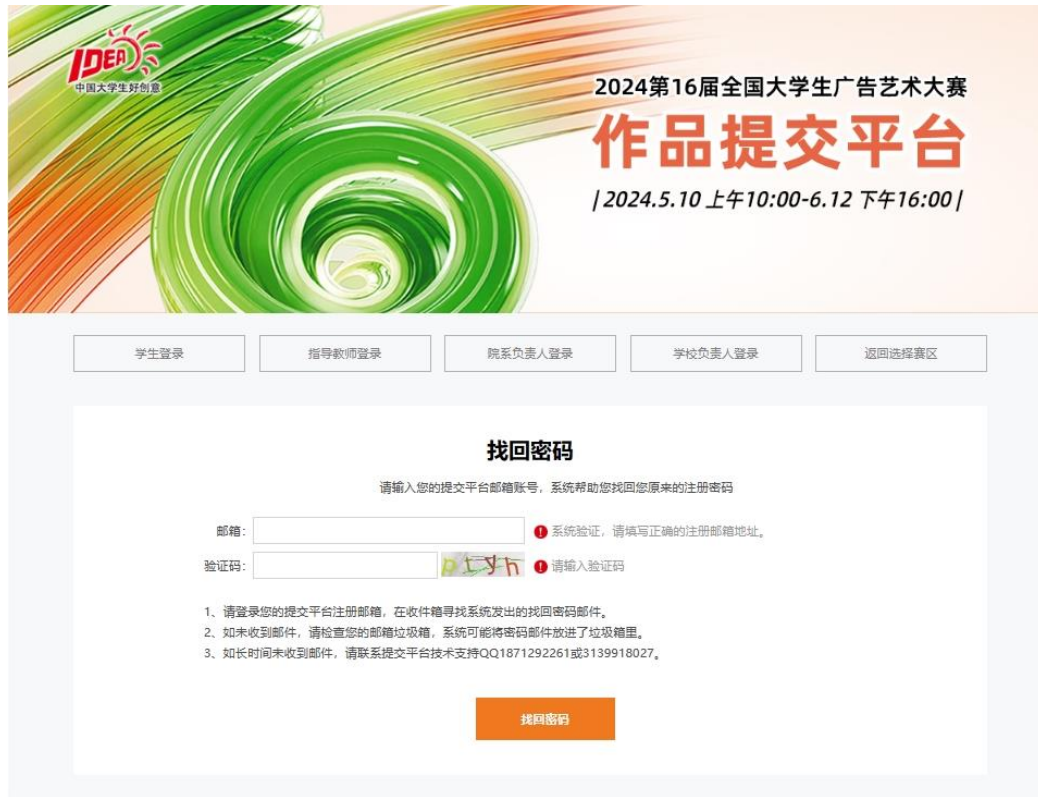 IDEA
中国大学生好创意
2024第16届全国大学生广告艺术大赛
作品提交平台
| 2024.5.10 上午10:00-6.12 下午16:00 |
学生登录
指导教师登录
院系负责人登录
学校负责人登录
返回选择赛区
找回密码
请输入您的提交平台邮箱账号，系统帮助您找回您原来的注册密码
邮箱：
系统验证，请填写正确的注册邮箱地址。
验证码：
请输入验证码
1、请登录您的提交平台注册邮箱，在收件箱寻找系统发出的找回密码邮件。
2、如未收到邮件，请检查您的邮箱垃圾箱，系统可能将密码邮件放进了垃圾箱里。
3、如长时间未收到邮件，请联系提交平台技术支持QQ1871292261或3139918027。
找回密码